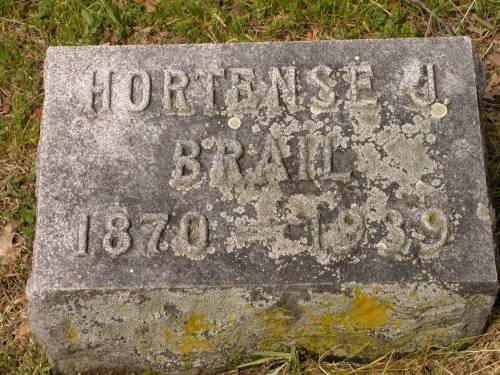 HORTENSE J.
BRAIL
1870 — 1939